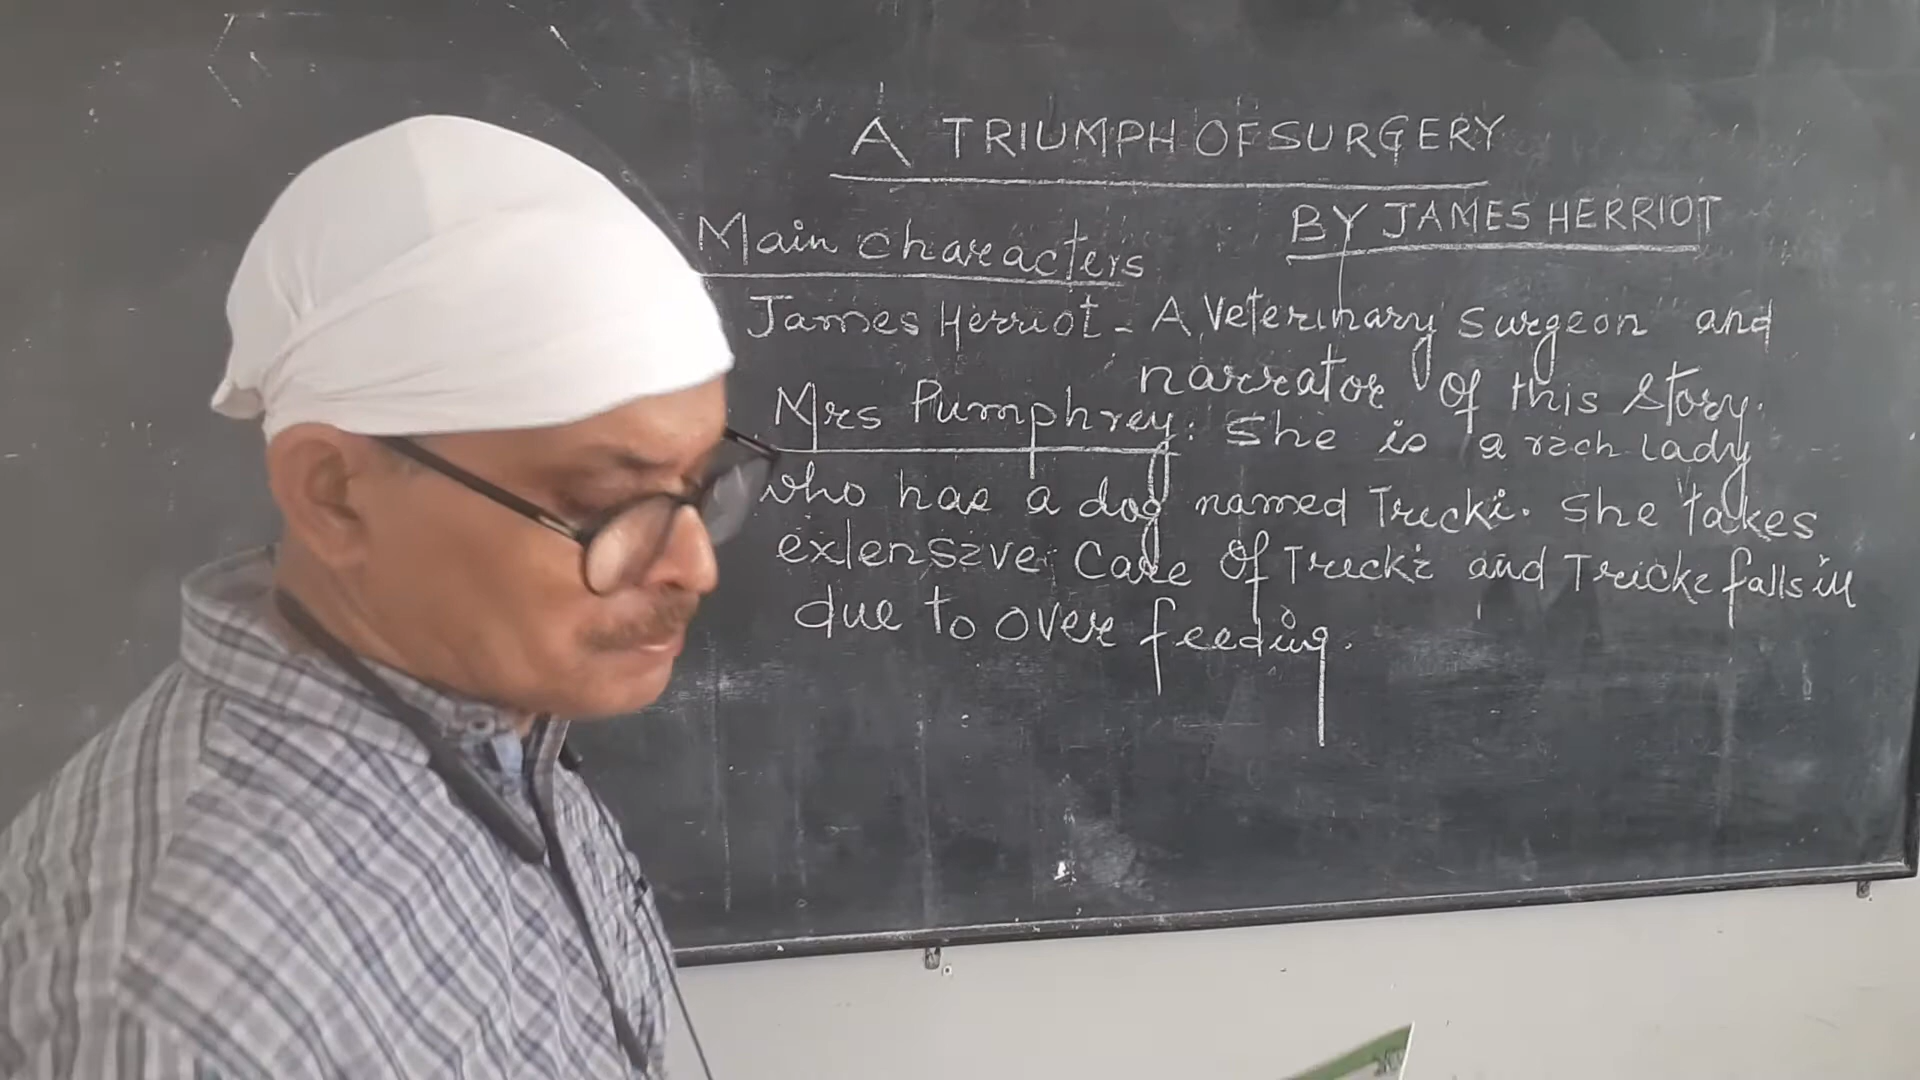 A TRIUMPH OF SURGERY
BY JAMES HERRIOT
Main characters
James Herriot - A Veterinary surgeon and
narrator of this story.
Mrs Pumphrey: She is a rich lady
who has a dog named Tricki. She takes
extensive care of Tricki and Tricki falls ill
due to over feeding.